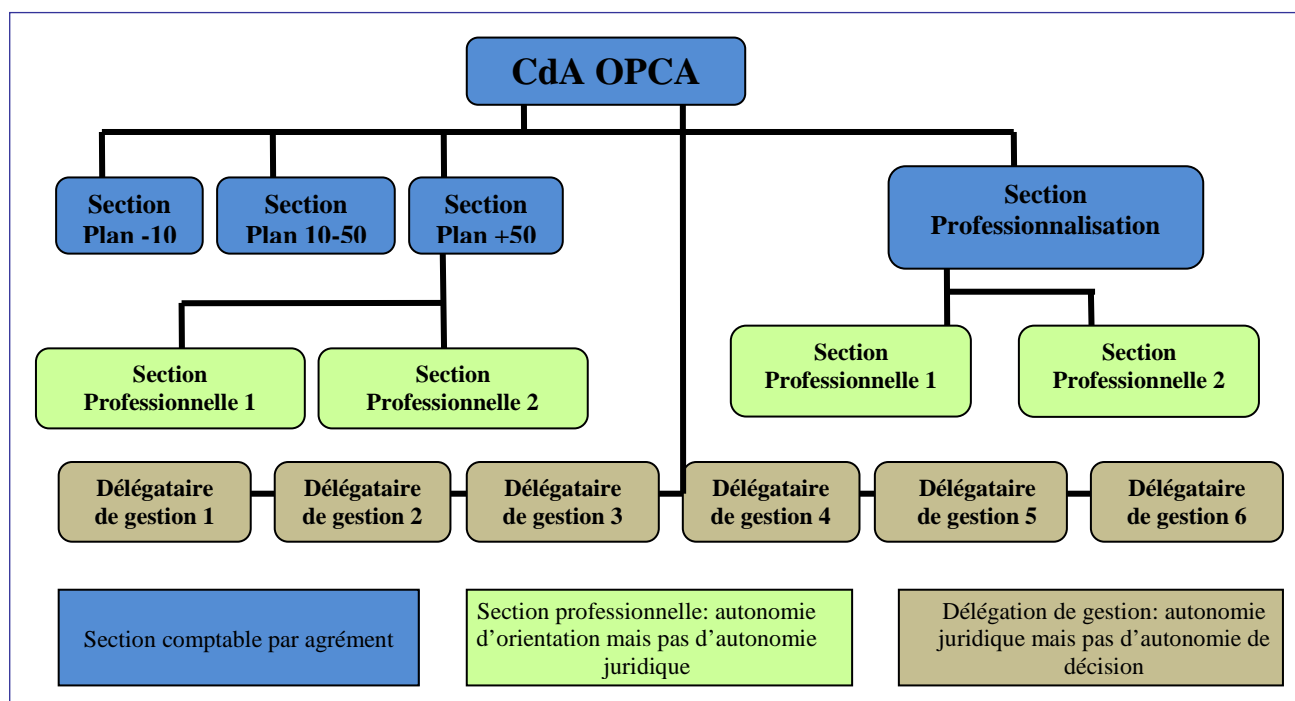 CdA OPCA
Section
Plan -10
Section
Plan 10-50
Section
Plan +50
Section
Professionnalisation
Section
Professionnelle 1
Section
Professionnelle 2
Section
Professionnelle 1
Section
Professionnelle 2
Délégataire
de gestion 1
Délégataire
de gestion 2
Délégataire
de gestion 3
Délégataire
de gestion 4
Délégataire
de gestion 5
Délégataire
de gestion 6
Section comptable par agrément
Section professionnelle: autonomie
d’orientation mais pas d’autonomie
juridique
Délégation de gestion: autonomie
juridique mais pas d’autonomie de
décision